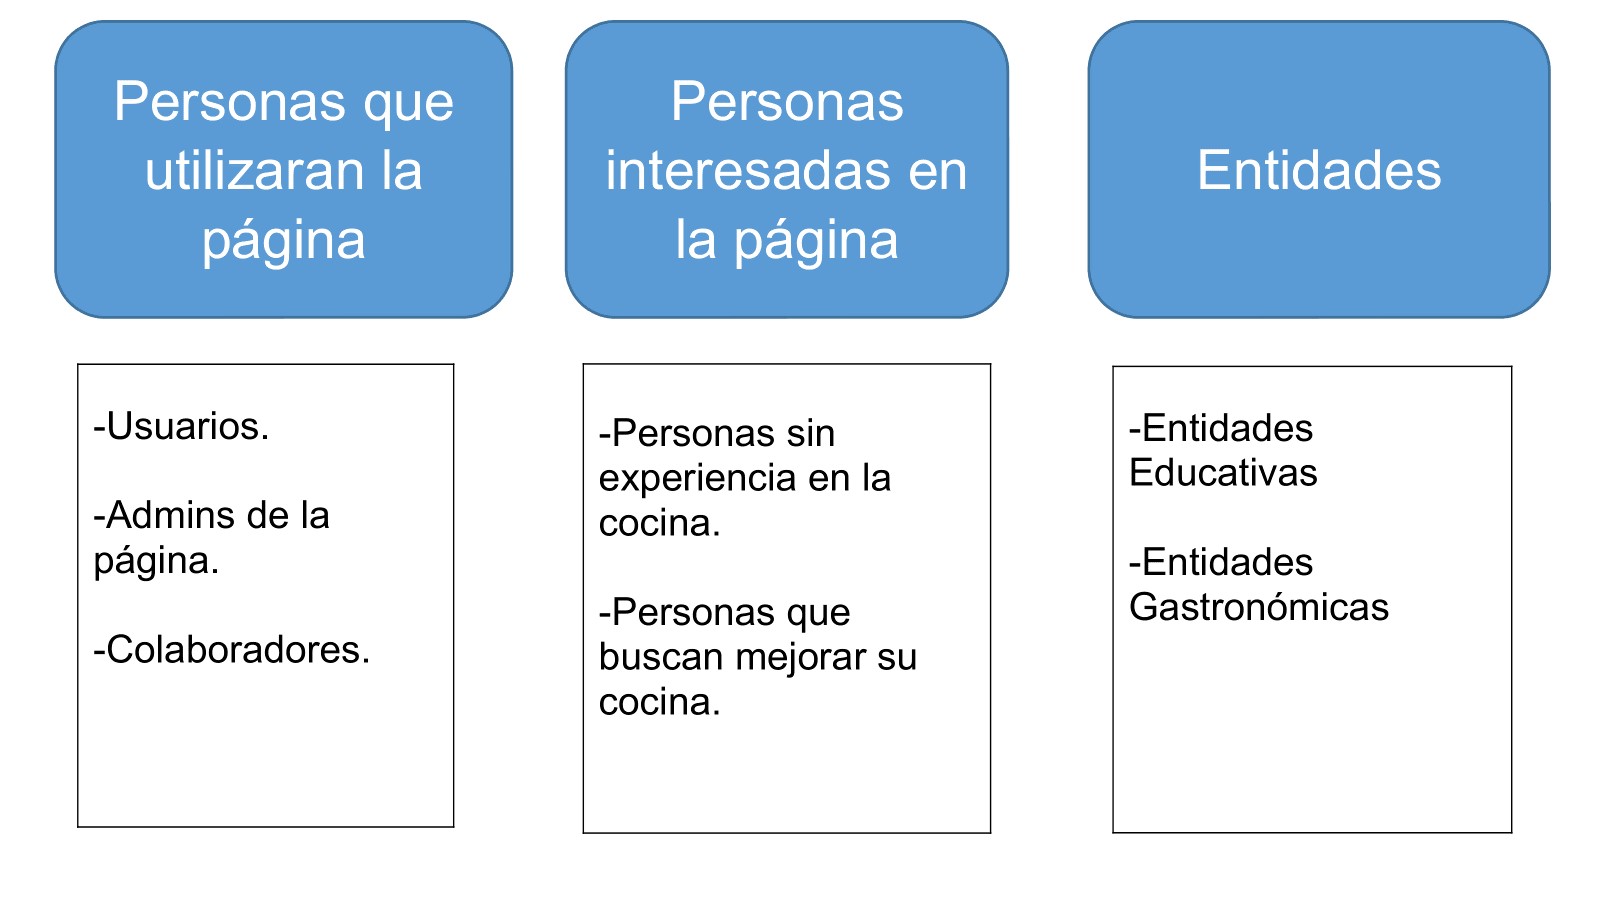 Personas que
utilizaran la
página
Personas
interesadas en
la página
Entidades
-Usuarios.
-Admins de la
página.
-Colaboradores.
-Personas sin
experiencia en la
cocina.
-Personas que
buscan mejorar su
cocina.
-Entidades
Educativas
-Entidades
Gastronómicas